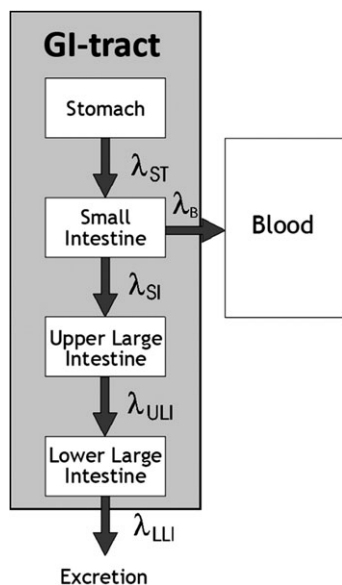 GI-tract
Stomach
λST
Small
Intestine
λB
Blood
λSI
Upper Large
Intestine
λULI
Lower Large
Intestine
λLLI
Excretion